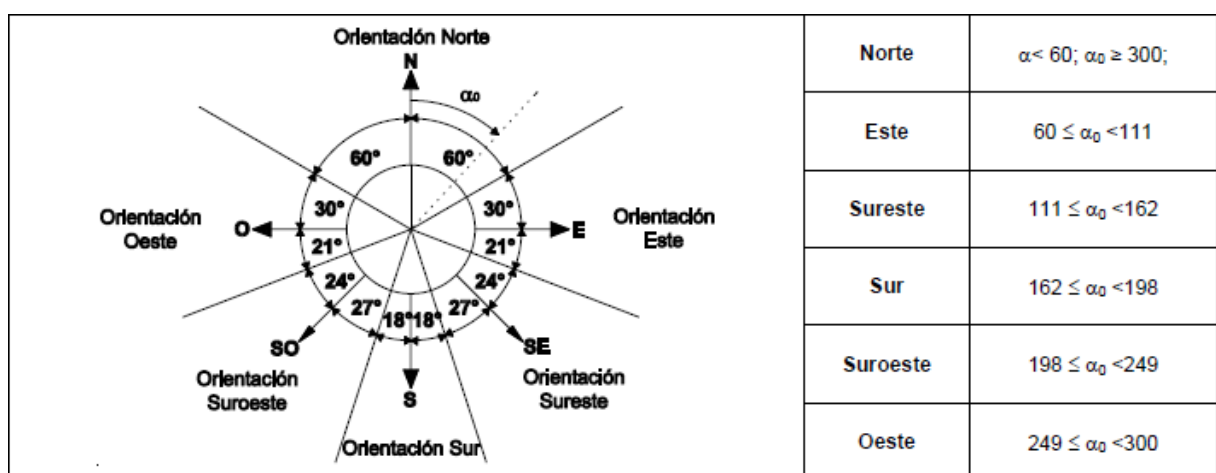 Orientación Norte
N
α₀
60°
60°
30°
30°
Orientación
Oeste
O
E
Orientación
Este
21°
21°
24°
24°
27°
27°
18°
18°
SO
SE
S
Orientación
Suroeste
Orientación
Sureste
Orientación Sur
Norte
α< 60; α₀ ≥ 300;
Este
60 ≤ α₀ <111
Sureste
111 ≤ α₀ <162
Sur
162 ≤ α₀ <198
Suroeste
198 ≤ α₀ <249
Oeste
249 ≤ α₀ <300